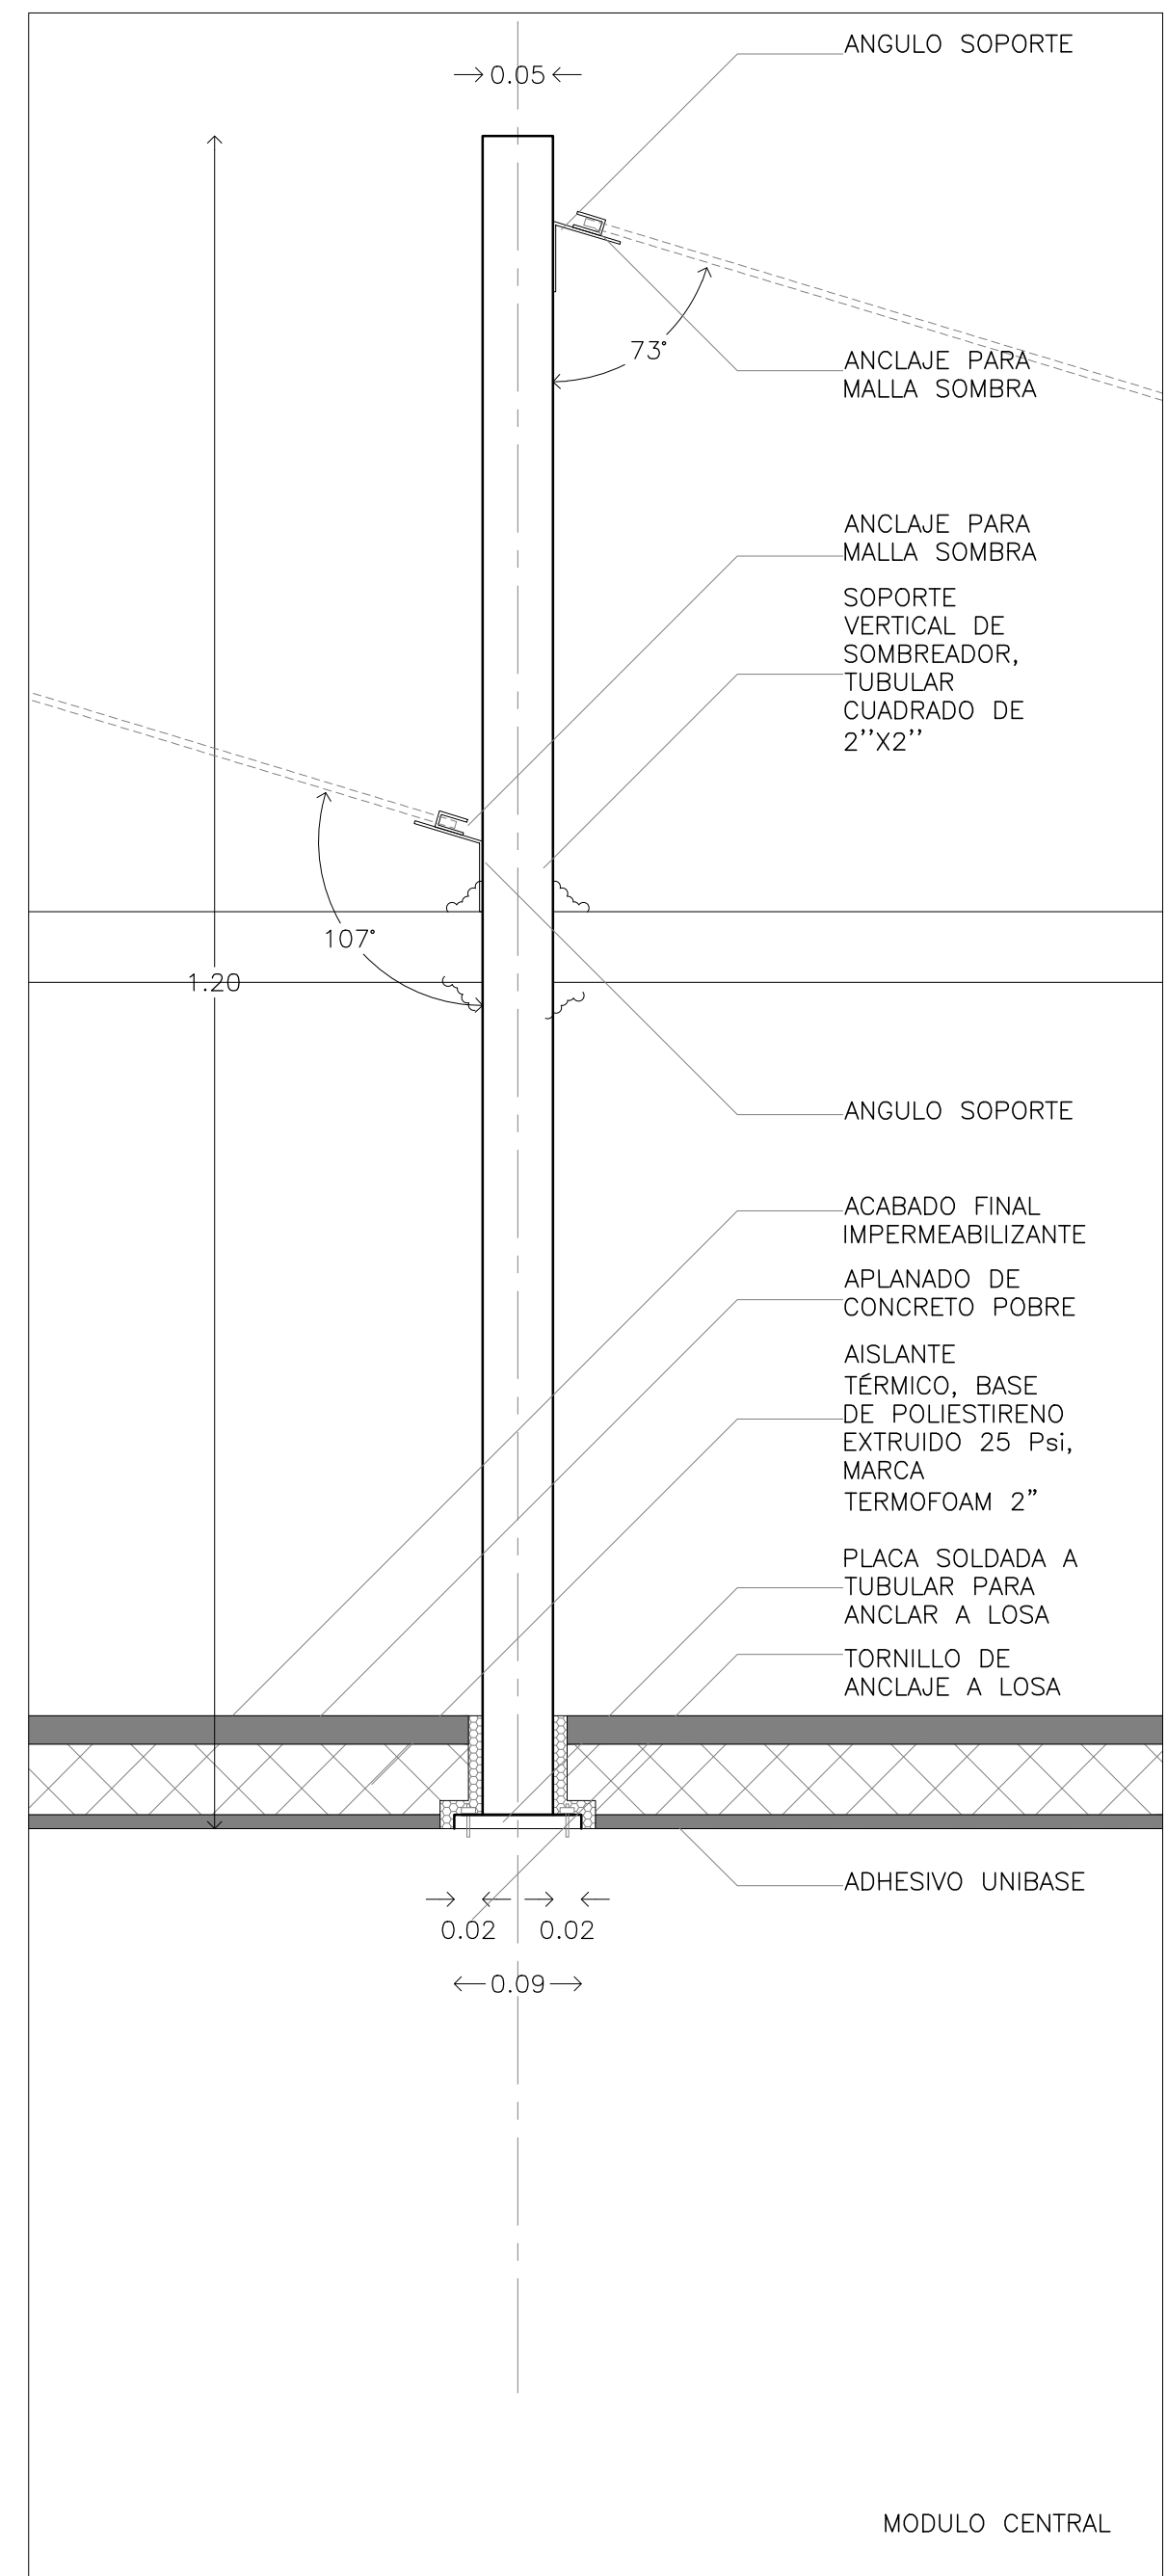 ANGULO SOPORTE
0.05
73°
ANCLAJE PARA
MALLA SOMBRA
ANCLAJE PARA
MALLA SOMBRA
SOPORTE
VERTICAL DE
SOMBREADOR,
TUBULAR
CUADRADO DE
2''X2''
107°
1.20
ANGULO SOPORTE
ACABADO FINAL
IMPERMEABILIZANTE
APLANADO DE
CONCRETO POBRE
AISLANTE
TÉRMICO, BASE
DE POLIESTIRENO
EXTRUIDO 25 Psi,
MARCA
TERMOFOAM 2”
PLACA SOLDADA A
TUBULAR PARA
ANCLAR A LOSA
TORNILLO DE
ANCLAJE A LOSA
ADHESIVO UNIBASE
0.02 0.02
0.09
MODULO CENTRAL